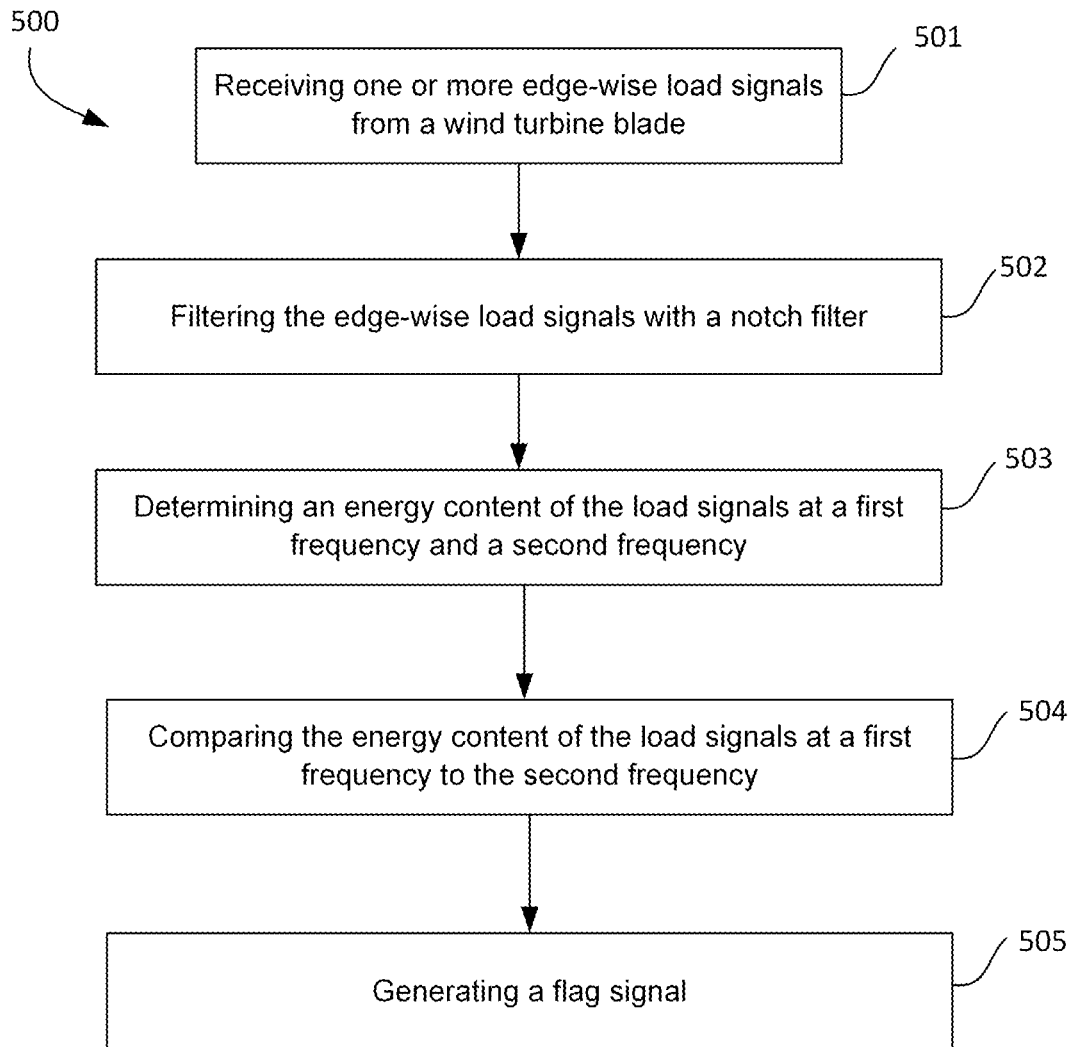 500
501
Receiving one or more edge-wise load signals
from a wind turbine blade
502
Filtering the edge-wise load signals with a notch filter
503
Determining an energy content of the load signals at a first
frequency and a second frequency
504
Comparing the energy content of the load signals at a first
frequency to the second frequency
505
Generating a flag signal